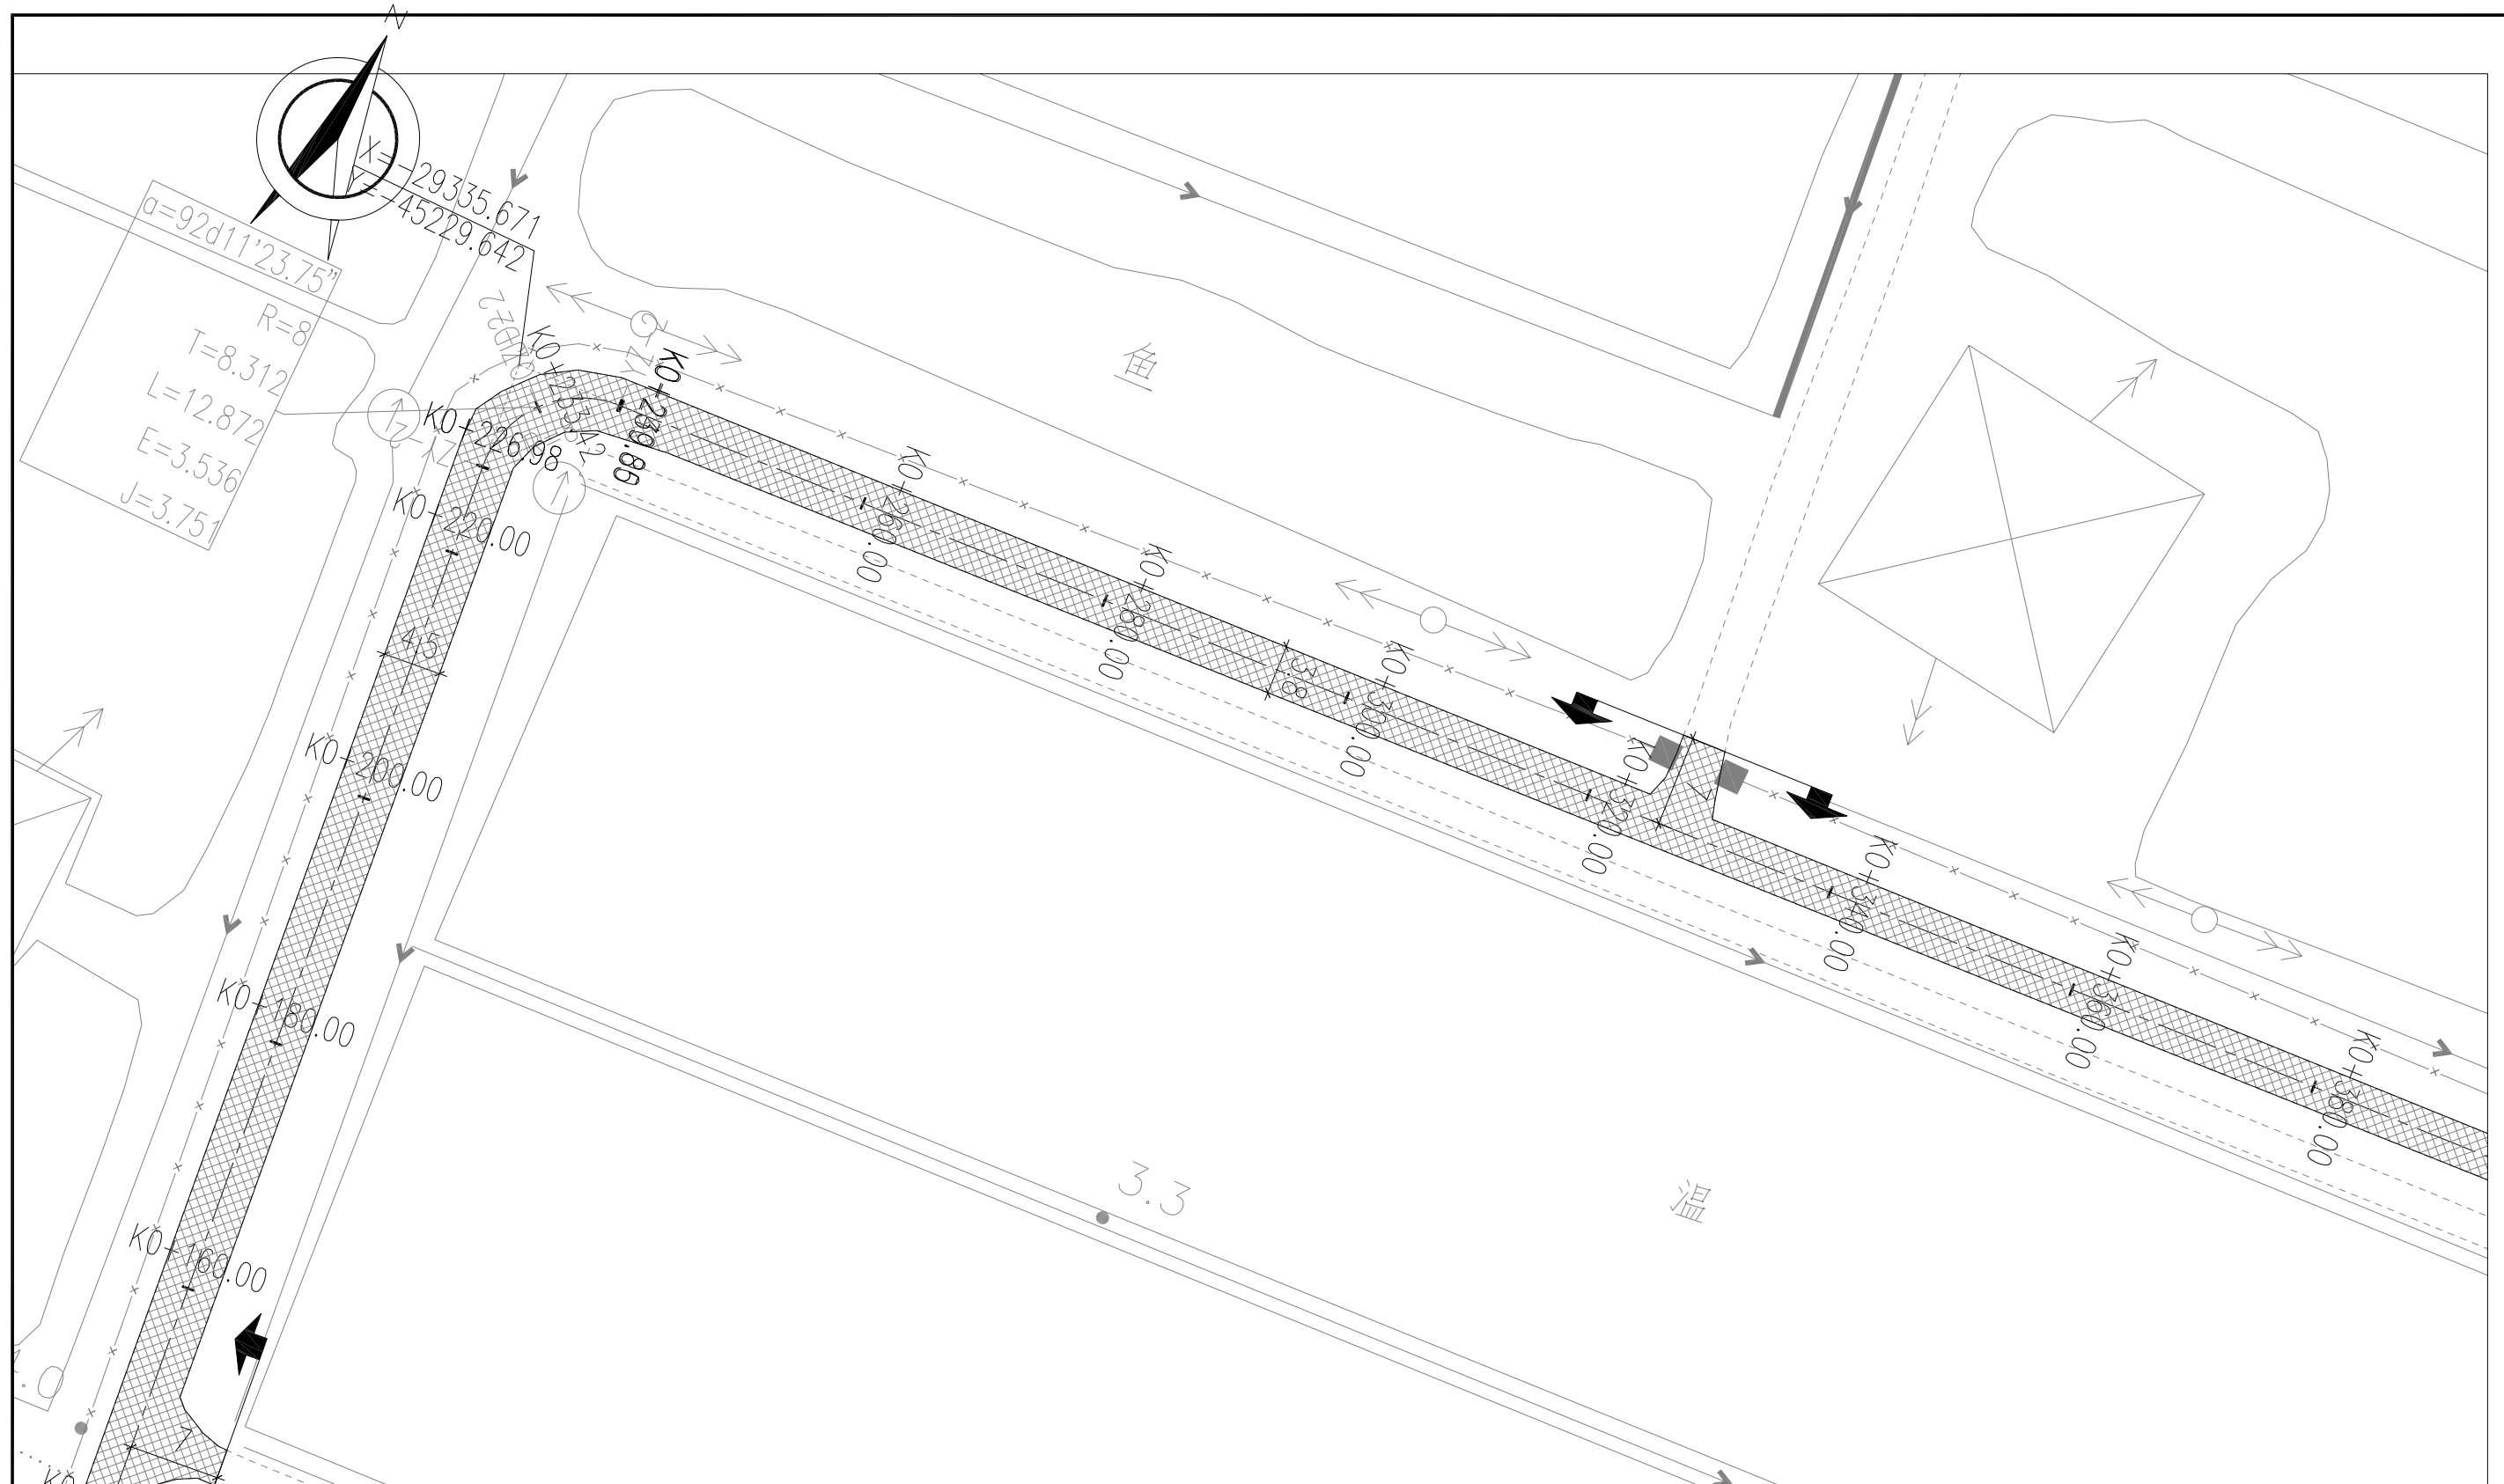 N
X=-29335.671
Y=-45229.642
a=92d11'23.75"
R=8
T=8.312
L=12.872
E=3.536
J=3.751
K0+226.98
K0+220.00
4.5
K0+200.00
K0+180.00
K0+160.00
7
K0
K0+260.00
K0+280.00
3.8
K0+300.00
K0+320.00
7
K0+340.00
K0+360.00
K0+380.00
3.3
温
.0